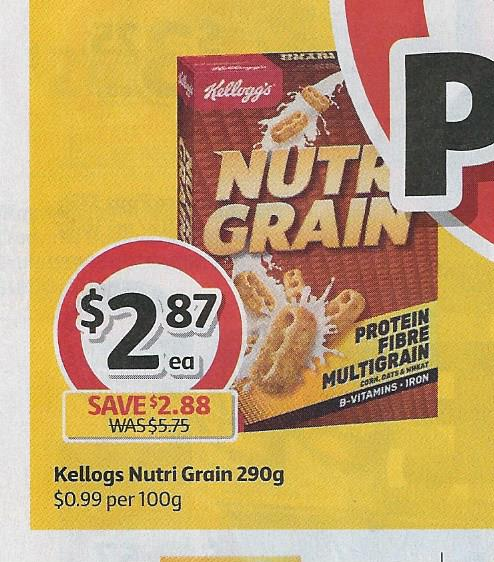 Kellogg's
NUTRI
GRAIN
P
$2.87
ea
SAVE $2.88
WAS $5.75
PROTEIN
FIBRE
MULTIGRAIN
CORN, OATS & WHEAT
B-VITAMINS • IRON
Kellogs Nutri Grain 290g
$0.99 per 100g